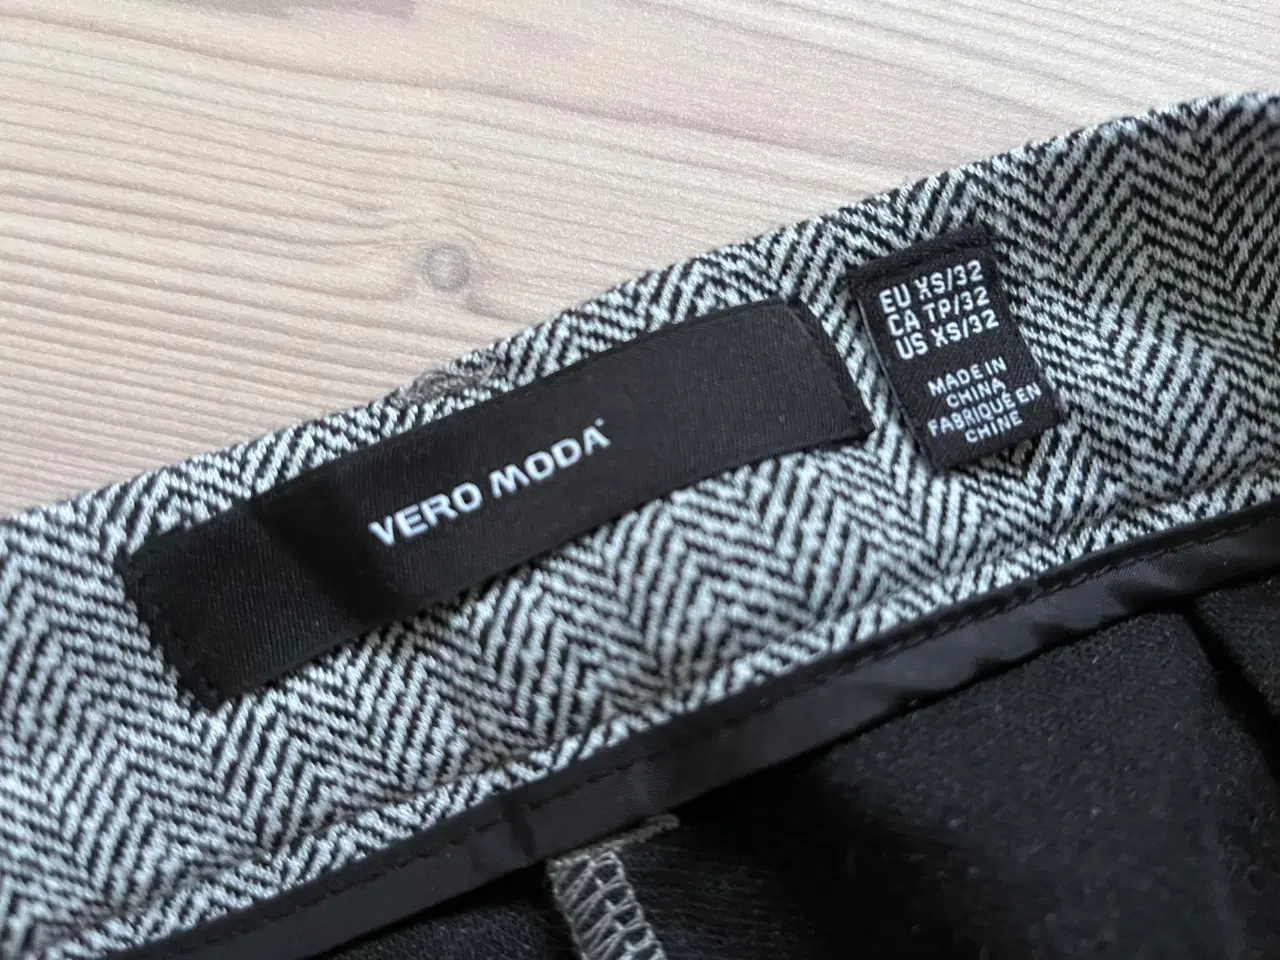 VERO MODA
EU XS/32
CA TP/32
US XS/32
MADE IN
CHINA
FABRIQUÉ EN
CHINE